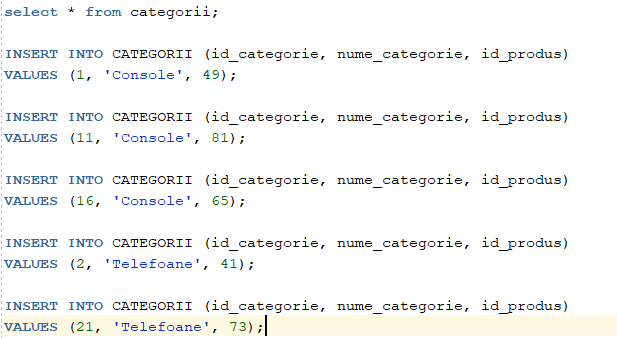 select * from categorii;
INSERT INTO CATEGORII (id_categorie, nume_categorie, id_produs)
VALUES (1, 'Console', 49);
INSERT INTO CATEGORII (id_categorie, nume_categorie, id_produs)
VALUES (11, 'Console', 81);
INSERT INTO CATEGORII (id_categorie, nume_categorie, id_produs)
VALUES (16, 'Console', 65);
INSERT INTO CATEGORII (id_categorie, nume_categorie, id_produs)
VALUES (2, 'Telefoane', 41);
INSERT INTO CATEGORII (id_categorie, nume_categorie, id_produs)
VALUES (21, 'Telefoane', 73);